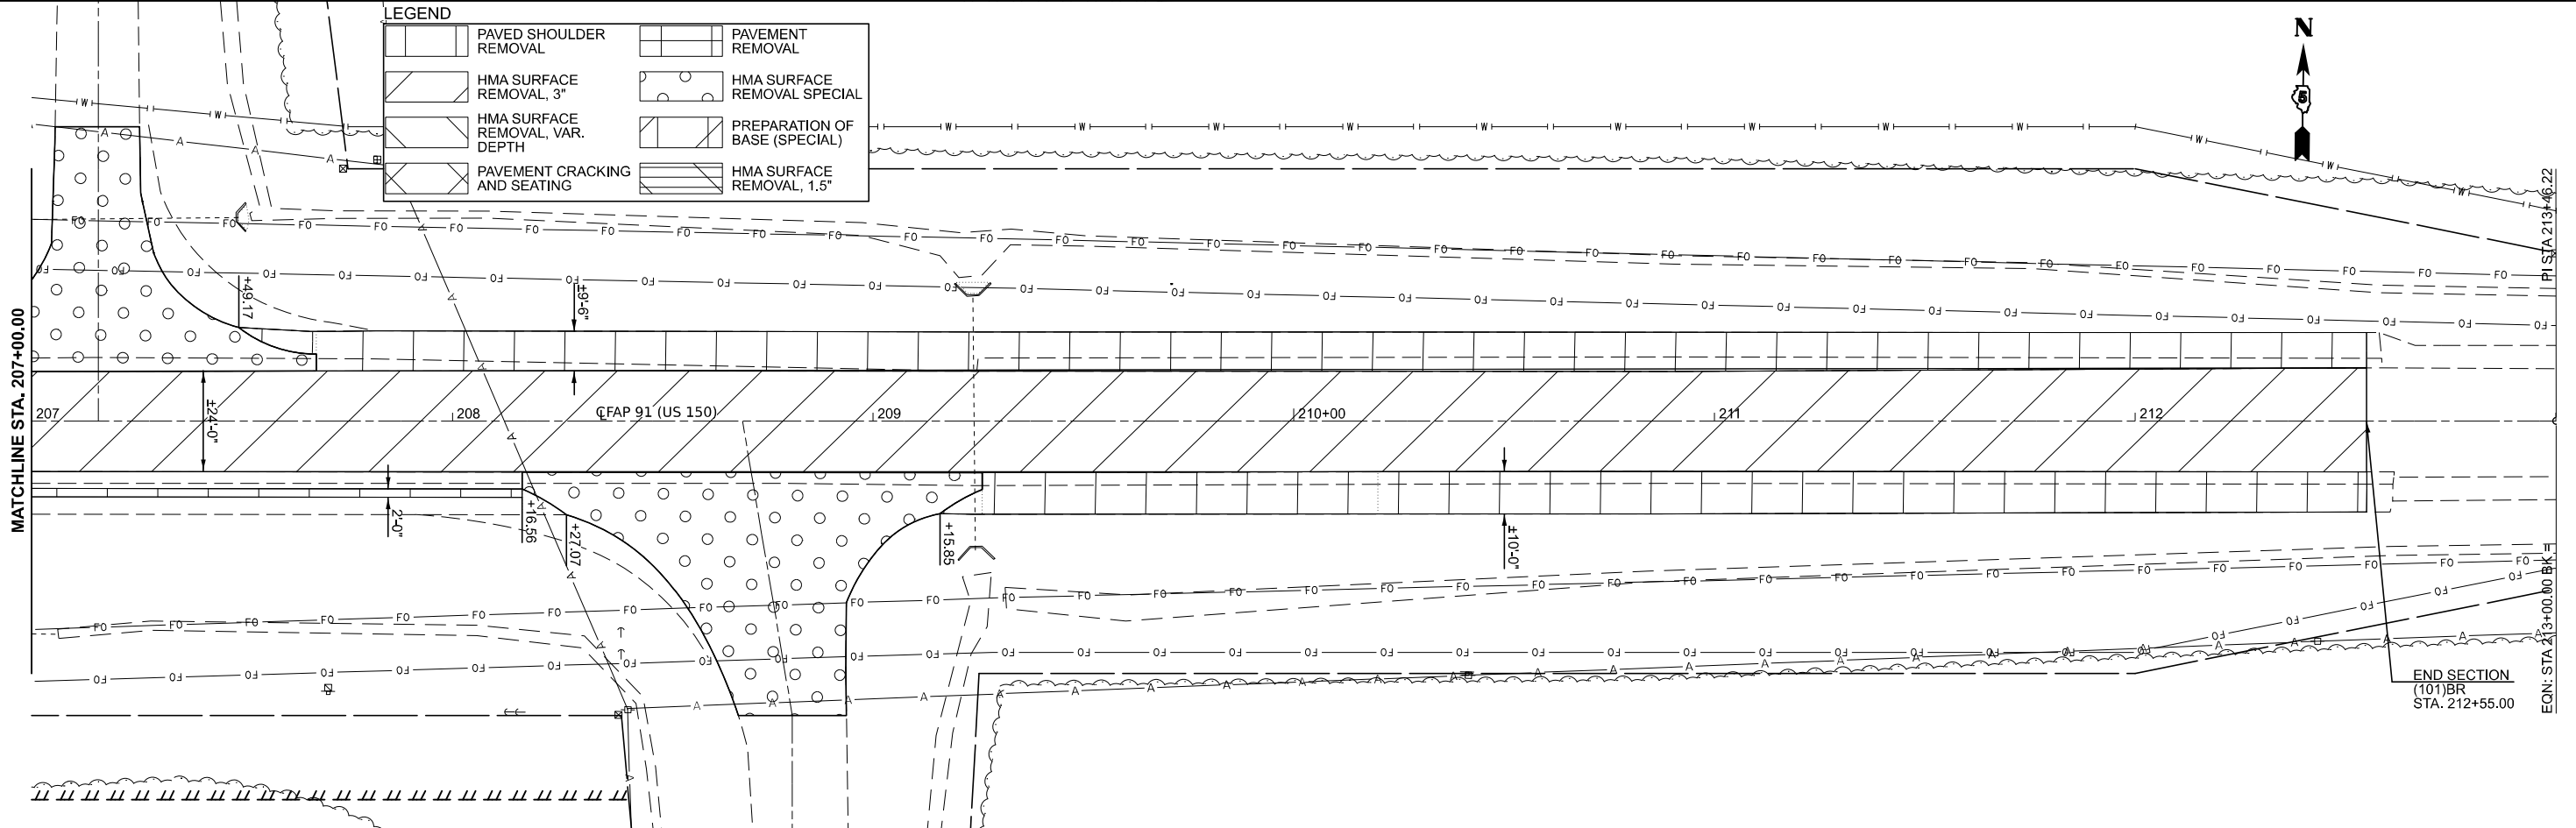 LEGEND
PAVED SHOULDER
REMOVAL
PAVEMENT
REMOVAL
HMA SURFACE
REMOVAL, 3"
HMA SURFACE
REMOVAL SPECIAL
HMA SURFACE
REMOVAL, VAR.
DEPTH
PREPARATION OF
BASE (SPECIAL)
PAVEMENT CRACKING
AND SEATING
HMA SURFACE
REMOVAL, 1.5"
N
5
MATCHLINE STA. 207+00.00
+49.17
±9'-6"
±24'-0"
207
208
℄FAP 91 (US 150)
209
210+00
211
212
2'-0"
+16.56
+27.07
+15.85
±10'-0"
PI STA 213+46.22
EQN: STA 213+00.00 BK =
END SECTION
(101)BR
STA. 212+55.00